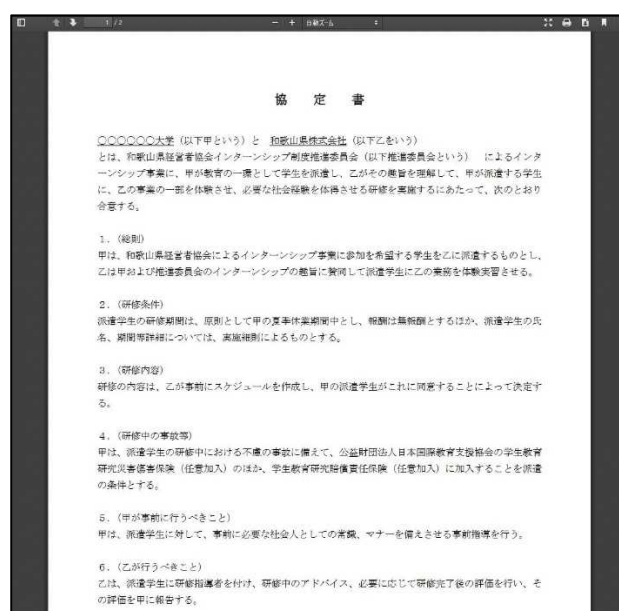 1 / 2
自動ズーム
協 定 書
〇〇〇〇〇〇大学（以下甲という）と 和歌山県株式会社（以下乙をいう）
とは、和歌山県経営者協会インターンシップ制度推進委員会（以下推進委員会という） によるインタ
ーンシップ事業に、甲が教育の一環として学生を派遣し、乙がその趣旨を理解して、甲が派遣する学生
に、乙の事業の一部を体験させ、必要な社会経験を体得させる研修を実施するにあたって、次のとおり
合意する。
1．（総則）
甲は、和歌山県経営者協会によるインターンシップ事業に参加を希望する学生を乙に派遣するものとし、
乙は甲および推進委員会のインターンシップの趣旨に賛同して派遣学生に乙の業務を体験実習させる。
2．（研修条件）
派遣学生の研修期間は、原則として甲の夏季休業期間中とし、報酬は無報酬とするほか、派遣学生の氏
名、期間等詳細については、実施細則によるものとする。
3．（研修内容）
研修の内容は、乙が事前にスケジュールを作成し、甲の派遣学生がこれに同意することによって決定す
る。
4．（研修中の事故等）
甲は、派遣学生の研修中における不慮の事故に備えて、公益財団法人日本国際教育支援協会の学生教育
研究災害傷害保険（任意加入）のほか、学生教育研究賠償責任保険（任意加入）に加入することを派遣
の条件とする。
5．（甲が事前に行うべきこと）
甲は、派遣学生に対して、事前に必要な社会人としての常識、マナーを備えさせる事前指導を行う。
6．（乙が行うべきこと）
乙は、派遣学生に研修指導者を付け、研修中のアドバイス、必要に応じて研修完了後の評価を行い、そ
の評価を甲に報告する。